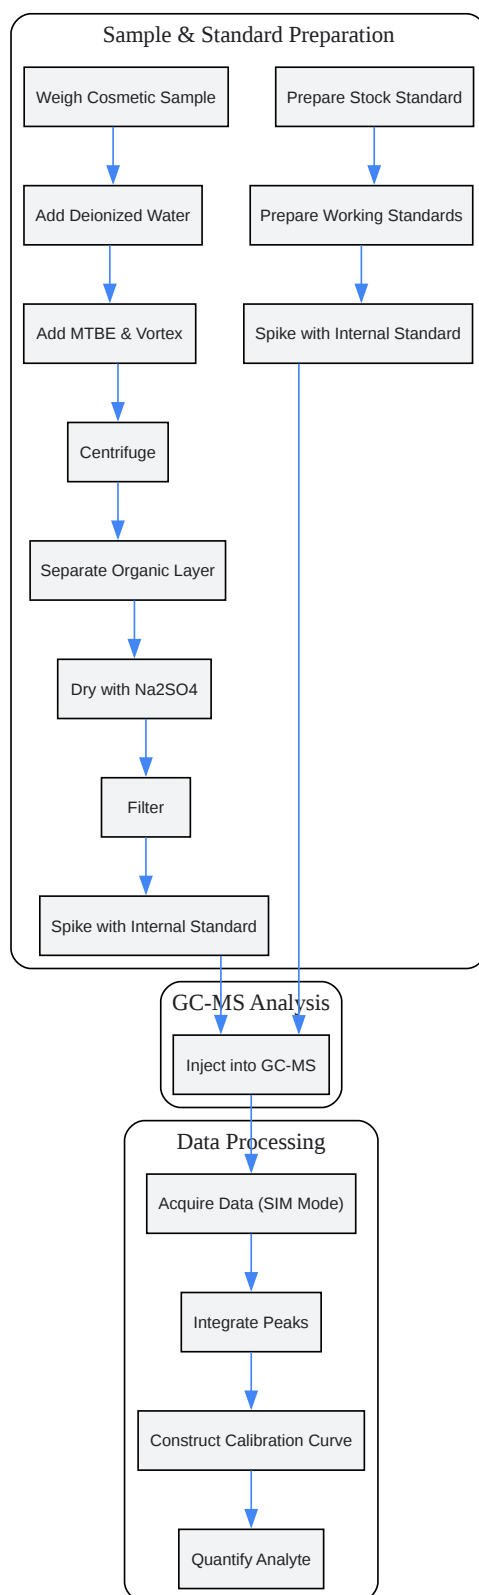 Sample & Standard Preparation
Weigh Cosmetic Sample
Prepare Stock Standard
Add Deionized Water
Prepare Working Standards
Add MTBE & Vortex
Spike with Internal Standard
Centrifuge
Separate Organic Layer
Dry with Na2SO4
Filter
Spike with Internal Standard
GC-MS Analysis
Inject into GC-MS
Data Processing
Acquire Data (SIM Mode)
Integrate Peaks
Construct Calibration Curve
Quantify Analyte